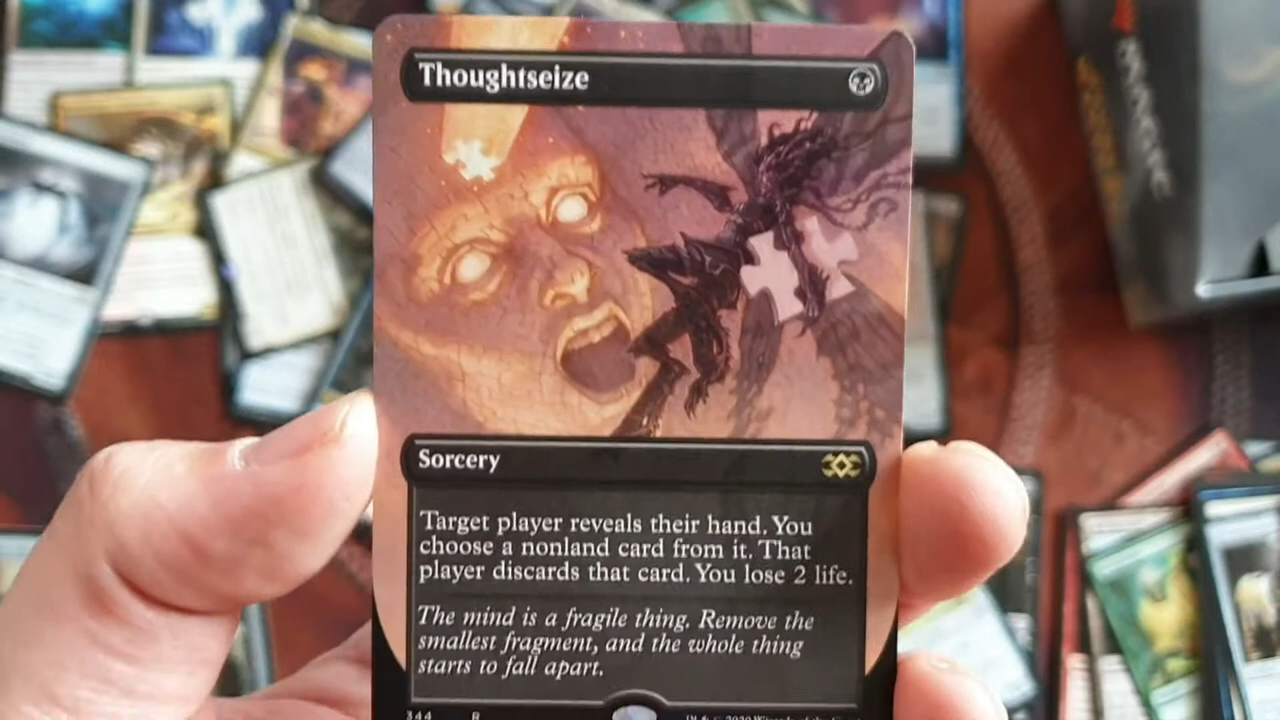 Thoughtseize
Sorcery
Target player reveals their hand. You
choose a nonland card from it. That
player discards that card. You lose 2 life.
The mind is a fragile thing. Remove the
smallest fragment, and the whole thing
starts to fall apart.
344 R